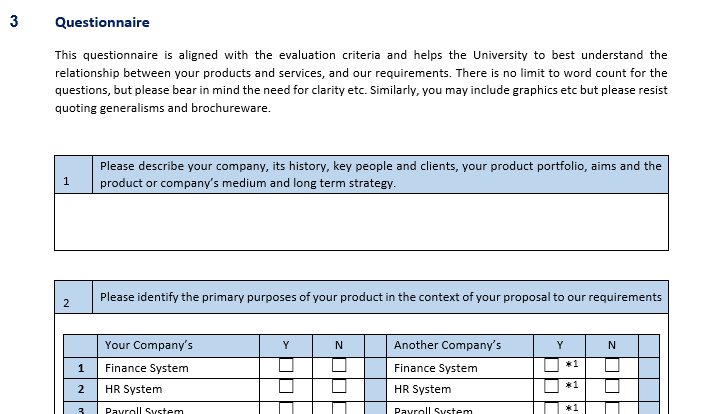 3 Questionnaire
This questionnaire is aligned with the evaluation criteria and helps the University to best understand the
relationship between your products and services, and our requirements. There is no limit to word count for the
questions, but please bear in mind the need for clarity etc. Similarly, you may include graphics etc but please resist
quoting generalisms and brochureware.
1 Please describe your company, its history, key people and clients, your product portfolio, aims and the
product or company's medium and long term strategy.
2 Please identify the primary purposes of your product in the context of your proposal to our requirements
Your Company's Y N Another Company's Y N
1 Finance System Finance System *1
2 HR System HR System *1
3 Payroll System Payroll System *1